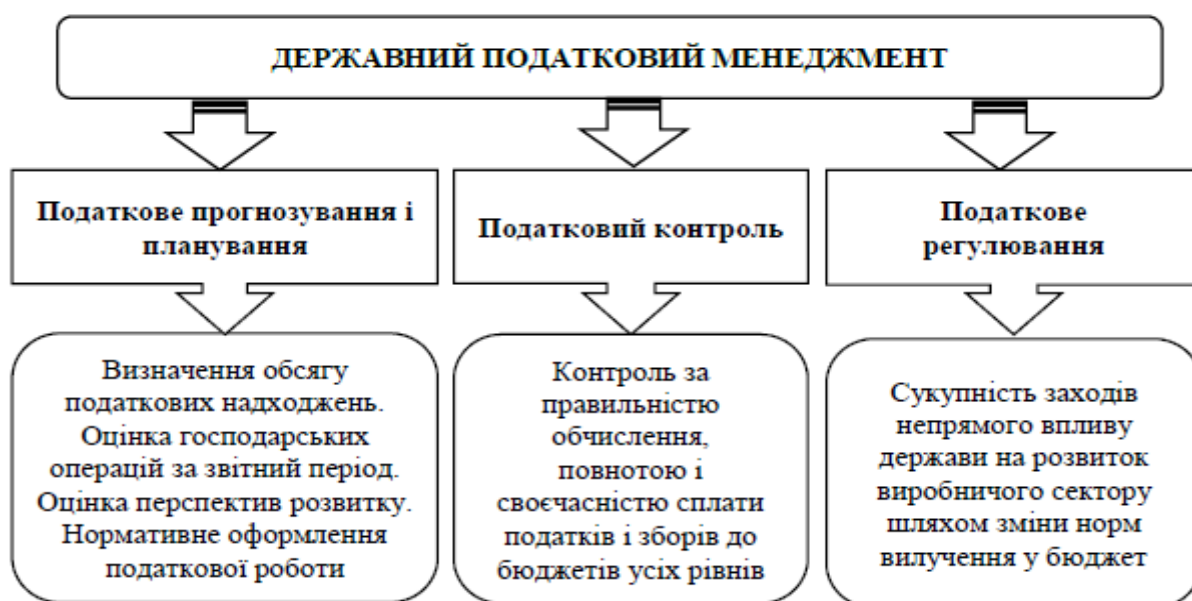 ДЕРЖАВНИЙ ПОДАТКОВИЙ МЕНЕДЖМЕНТ
Податкове прогнозування і
планування
Податковий контроль
Податкове
регулювання
Визначення обсягу
податкових надходжень.
Оцінка господарських
операцій за звітний період.
Оцінка перспектив розвитку.
Нормативне оформлення
податкової роботи
Контроль за
правильністю
обчислення,
повнотою і
своєчасністю сплати
податків і зборів до
бюджетів усіх рівнів
Сукупність заходів
непрямого впливу
держави на розвиток
виробничого сектору
шляхом зміни норм
вилучення у бюджет